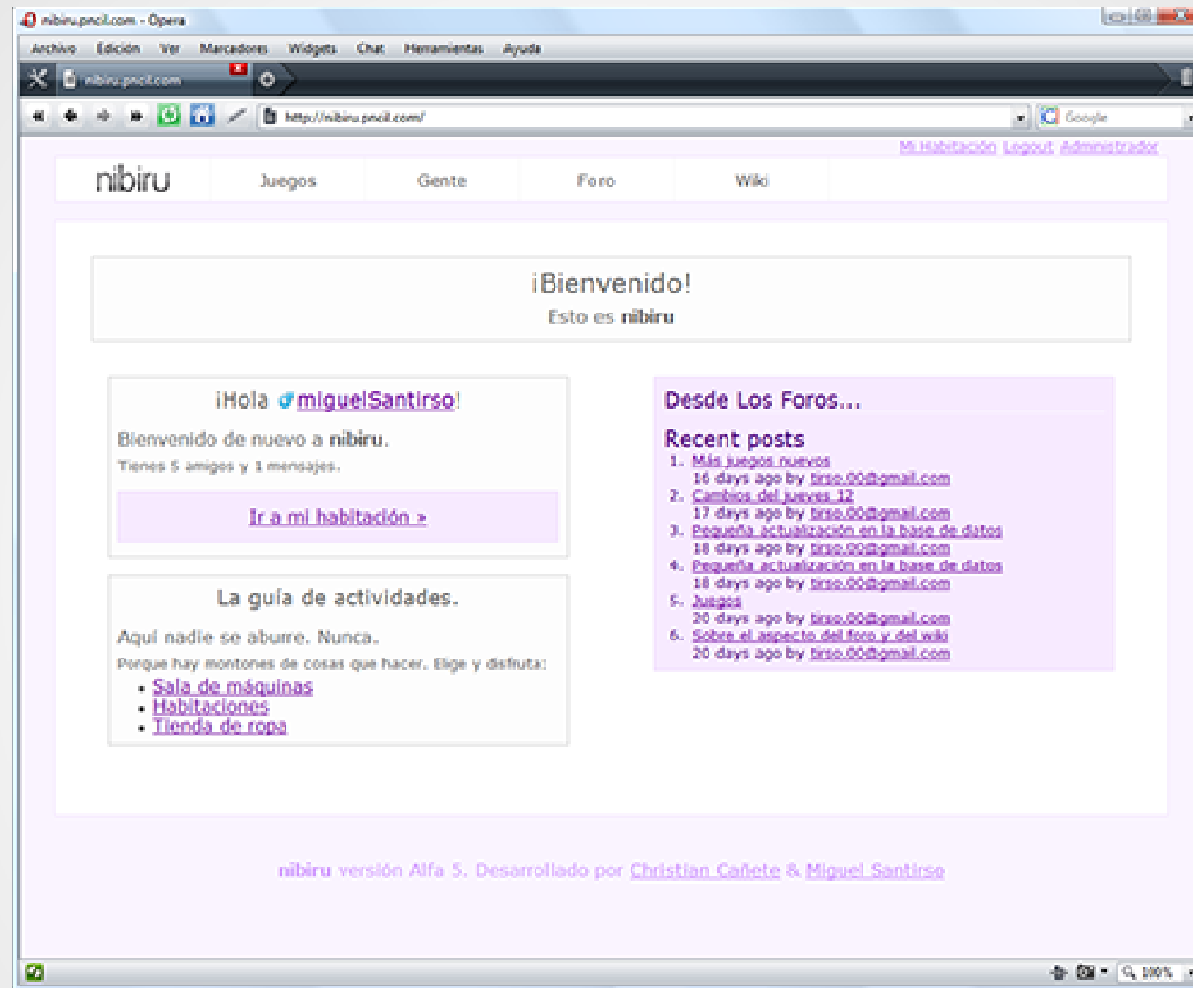 nibiru.pncil.com - Opera
Archivo Edición Ver Marcadores Widgets Chat Herramientas Ayuda
nibiru.pncil.com
http://nibiru.pncil.com/ Google
Mi Habitación Logout Administrador
nibiru Juegos Gente Foro Wiki
¡Bienvenido!
Esto es nibiru
¡Hola miguelSantirso!
Bienvenido de nuevo a nibiru.
Tienes 5 amigos y 1 mensajes.
Ir a mi habitación »
La guía de actividades.
Aquí nadie se aburre. Nunca.
Porque hay montones de cosas que hacer. Elige y disfruta:
• Sala de máquinas
• Habitaciones
• Tienda de ropa
Desde Los Foros...
Recent posts
1. Más juegos nuevos
16 days ago by tirso.00@gmail.com
2. Cambios del jueves 12
17 days ago by tirso.00@gmail.com
3. Pequeña actualización en la base de datos
18 days ago by tirso.00@gmail.com
4. Pequeña actualización en la base de datos
18 days ago by tirso.00@gmail.com
5. Juegos
20 days ago by tirso.00@gmail.com
6. Sobre el aspecto del foro y del wiki
20 days ago by tirso.00@gmail.com
nibiru versión Alfa 5. Desarrollado por Christian Cañete & Miguel Santirso
100%